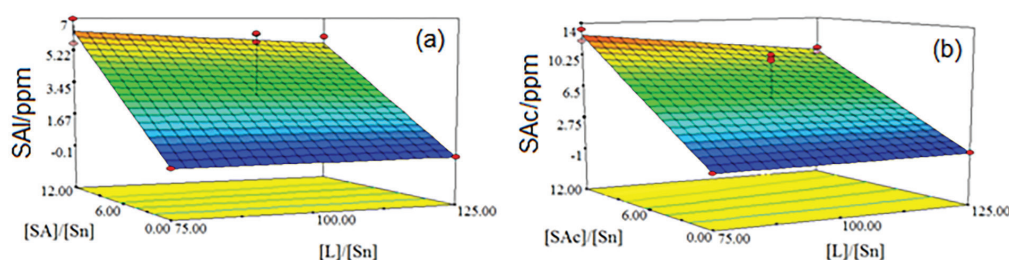 (a)
SAl/ppm
7
5.22
3.45
1.67
-0.1
12.00
6.00
0.00
[SA]/[Sn]
75.00
100.00
125.00
[L]/[Sn]
(b)
SAc/ppm
14
10.25
6.5
2.75
-1
12.00
6.00
0.00
[SAc]/[Sn]
75.00
100.00
125.00
[L]/[Sn]